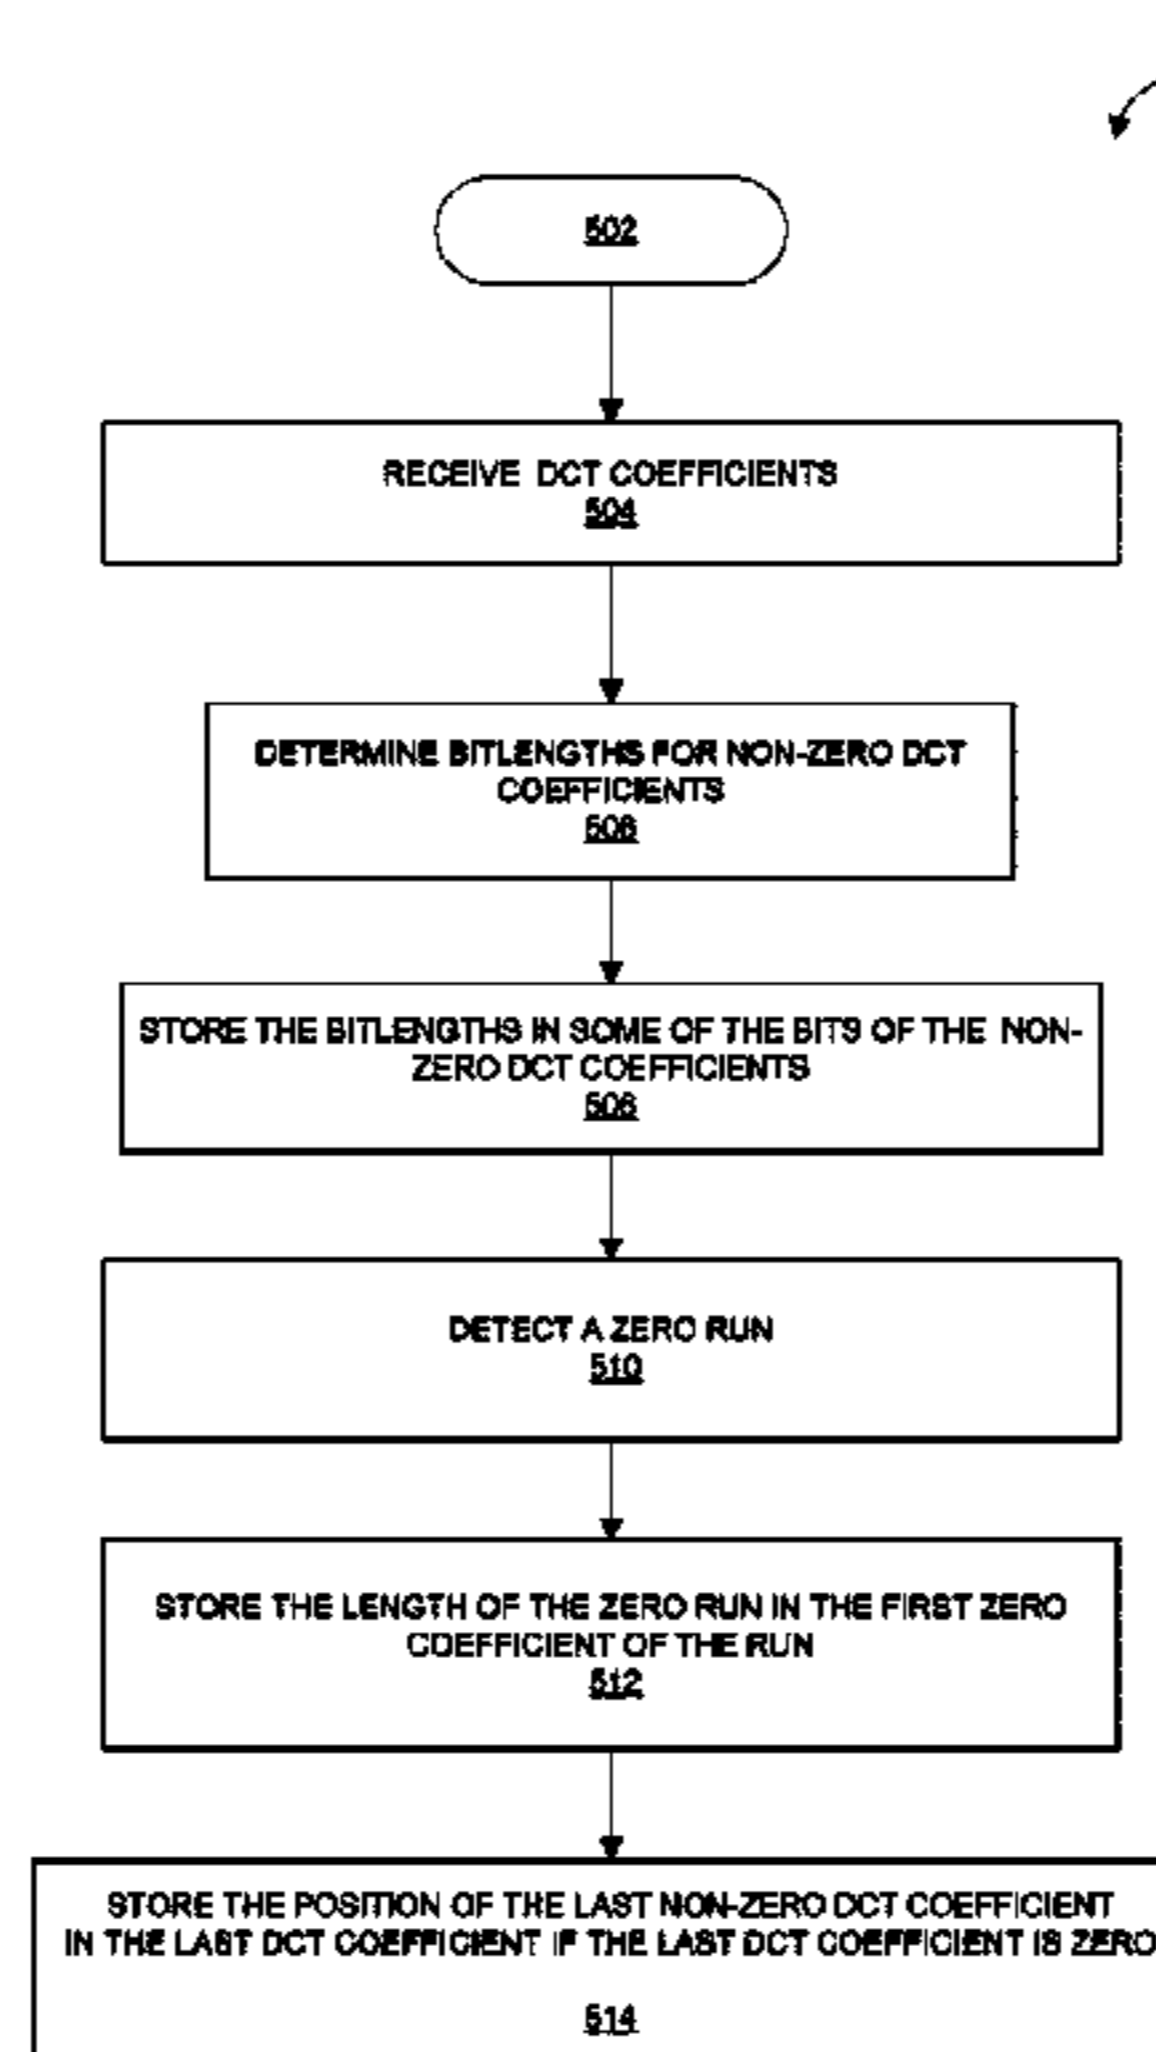 502
RECEIVE DCT COEFFICIENTS
504
DETERMINE BITLENGTHS FOR NON-ZERO DCT
COEFFICIENTS
506
STORE THE BITLENGTHS IN SOME OF THE BITS OF THE NON-
ZERO DCT COEFFICIENTS
508
DETECT A ZERO RUN
510
STORE THE LENGTH OF THE ZERO RUN IN THE FIRST ZERO
COEFFICIENT OF THE RUN
512
STORE THE POSITION OF THE LAST NON-ZERO DCT COEFFICIENT
IN THE LAST DCT COEFFICIENT IF THE LAST DCT COEFFICIENT IS ZERO
514